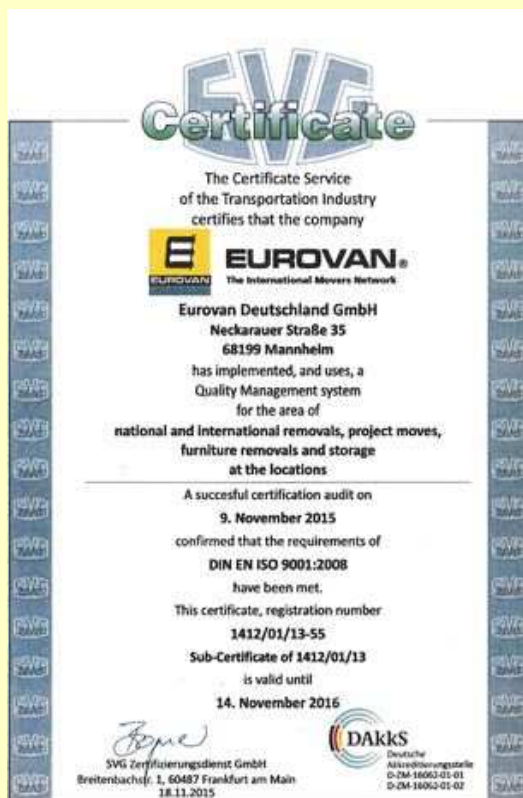 SVG
Certificate
The Certificate Service
of the Transportation Industry
certifies that the company
E
EUROVAN
EUROVAN®
The International Movers Network
Eurovan Deutschland GmbH
Neckarauer Straße 35
68199 Mannheim
has implemented, and uses, a
Quality Management system
for the area of
national and international removals, project moves,
furniture removals and storage
at the locations
A succesful certification audit on
9. November 2015
confirmed that the requirements of
DIN EN ISO 9001:2008
have been met.
This certificate, registration number
1412/01/13-55
Sub-Certificate of 1412/01/13
is valid until
14. November 2016
SVG Zertifizierungsdienst GmbH
Breitenbachstr. 1, 60487 Frankfurt am Main
18.11.2015
DAkkS
Deutsche
Akkreditierungsstelle
D-ZM-16062-01-01
D-ZM-16062-01-02